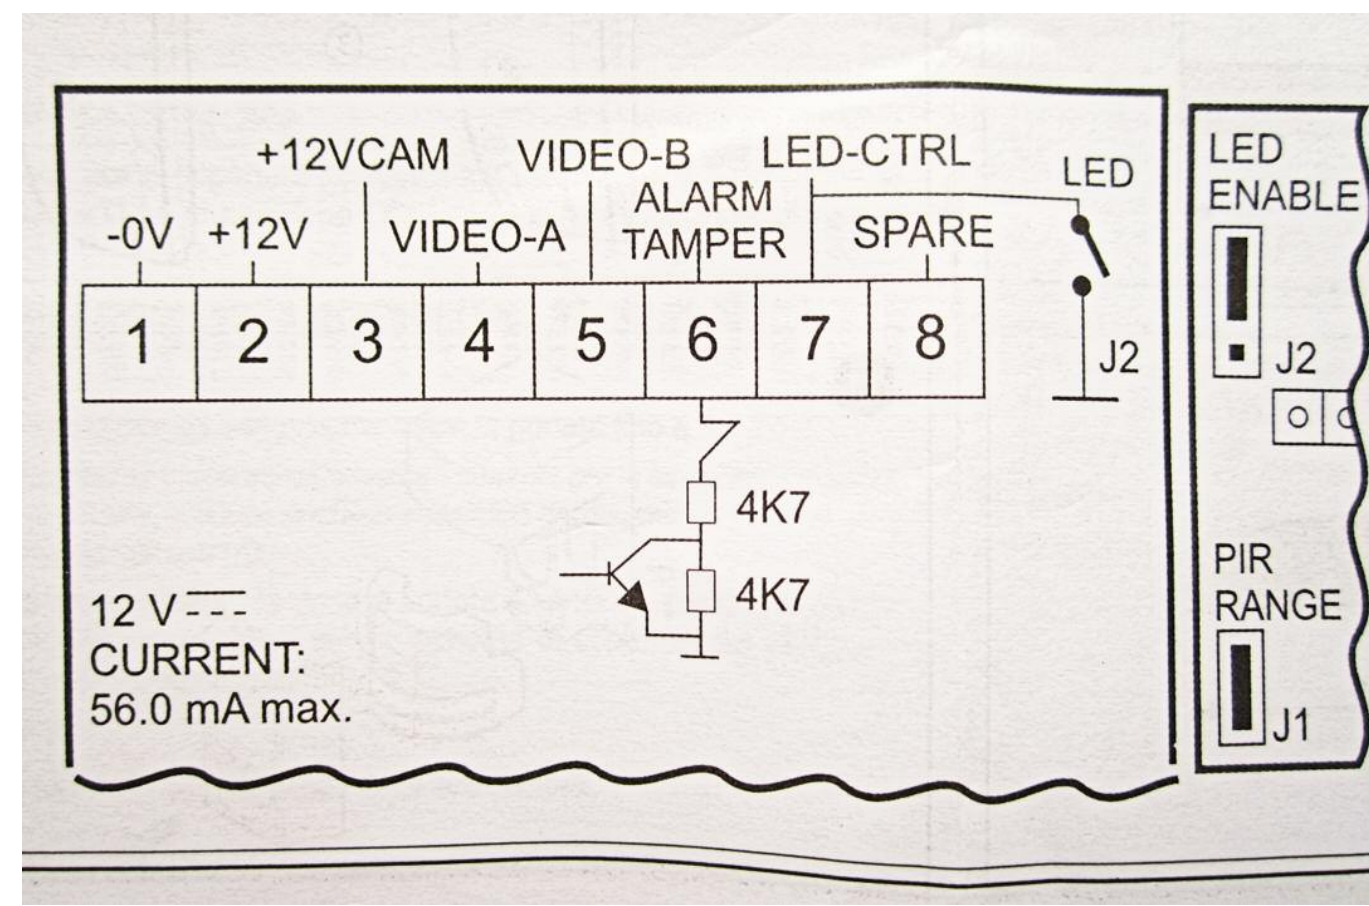 +12VCAM VIDEO-B LED-CTRL LED
ALARM
-0V +12V VIDEO-A TAMPER SPARE
1 2 3 4 5 6 7 8
J2
4K7
4K7
12 V
CURRENT:
56.0 mA max.
LED
ENABLE
J2
PIR
RANGE
J1